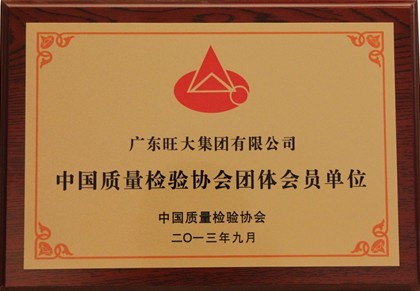 广东旺大集团有限公司
中国质量检验协会团体会员单位
中国质量检验协会
二〇一三年九月